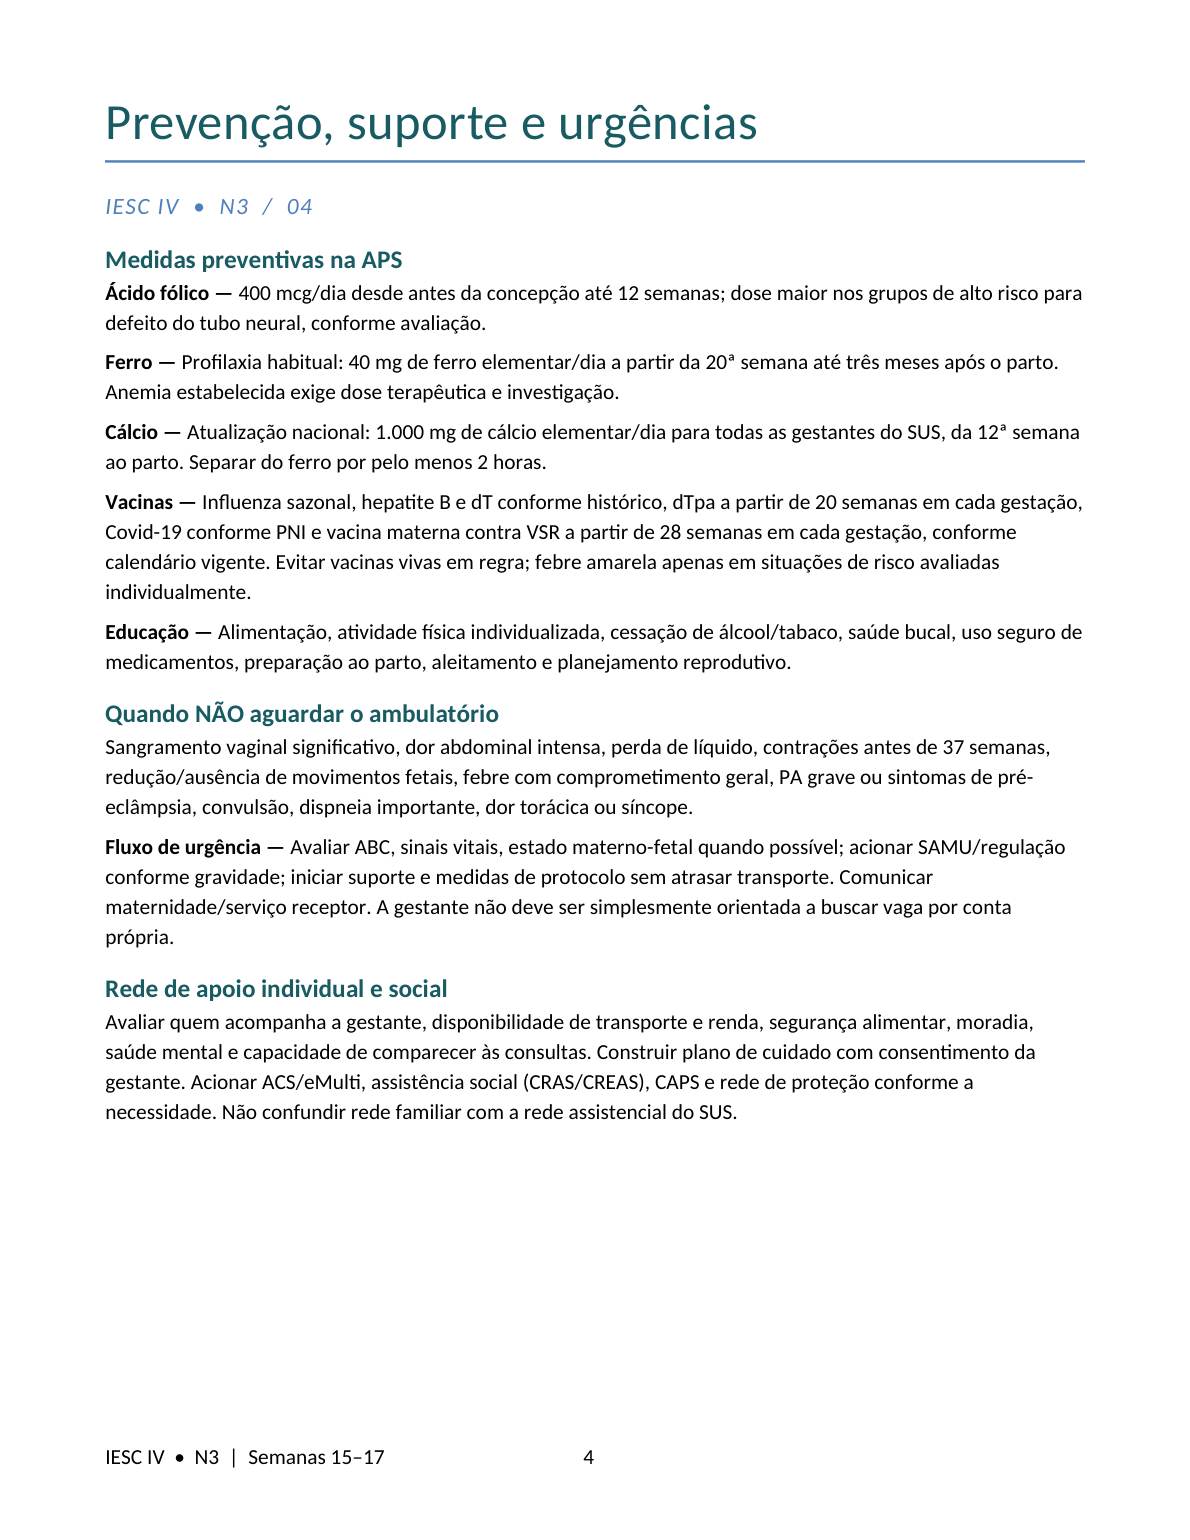 Prevenção, suporte e urgências
IESC IV • N3 / 04
Medidas preventivas na APS
Ácido fólico — 400 mcg/dia desde antes da concepção até 12 semanas; dose maior nos grupos de alto risco para
defeito do tubo neural, conforme avaliação.
Ferro — Profilaxia habitual: 40 mg de ferro elementar/dia a partir da 20ª semana até três meses após o parto.
Anemia estabelecida exige dose terapêutica e investigação.
Cálcio — Atualização nacional: 1.000 mg de cálcio elementar/dia para todas as gestantes do SUS, da 12ª semana
ao parto. Separar do ferro por pelo menos 2 horas.
Vacinas — Influenza sazonal, hepatite B e dT conforme histórico, dTpa a partir de 20 semanas em cada gestação,
Covid-19 conforme PNI e vacina materna contra VSR a partir de 28 semanas em cada gestação, conforme
calendário vigente. Evitar vacinas vivas em regra; febre amarela apenas em situações de risco avaliadas
individualmente.
Educação — Alimentação, atividade física individualizada, cessação de álcool/tabaco, saúde bucal, uso seguro de
medicamentos, preparação ao parto, aleitamento e planejamento reprodutivo.
Quando NÃO aguardar o ambulatório
Sangramento vaginal significativo, dor abdominal intensa, perda de líquido, contrações antes de 37 semanas,
redução/ausência de movimentos fetais, febre com comprometimento geral, PA grave ou sintomas de pré-
eclâmpsia, convulsão, dispneia importante, dor torácica ou síncope.
Fluxo de urgência — Avaliar ABC, sinais vitais, estado materno-fetal quando possível; acionar SAMU/regulação
conforme gravidade; iniciar suporte e medidas de protocolo sem atrasar transporte. Comunicar
maternidade/serviço receptor. A gestante não deve ser simplesmente orientada a buscar vaga por conta
própria.
Rede de apoio individual e social
Avaliar quem acompanha a gestante, disponibilidade de transporte e renda, segurança alimentar, moradia,
saúde mental e capacidade de comparecer às consultas. Construir plano de cuidado com consentimento da
gestante. Acionar ACS/eMulti, assistência social (CRAS/CREAS), CAPS e rede de proteção conforme a
necessidade. Não confundir rede familiar com a rede assistencial do SUS.
IESC IV • N3 | Semanas 15–17 4